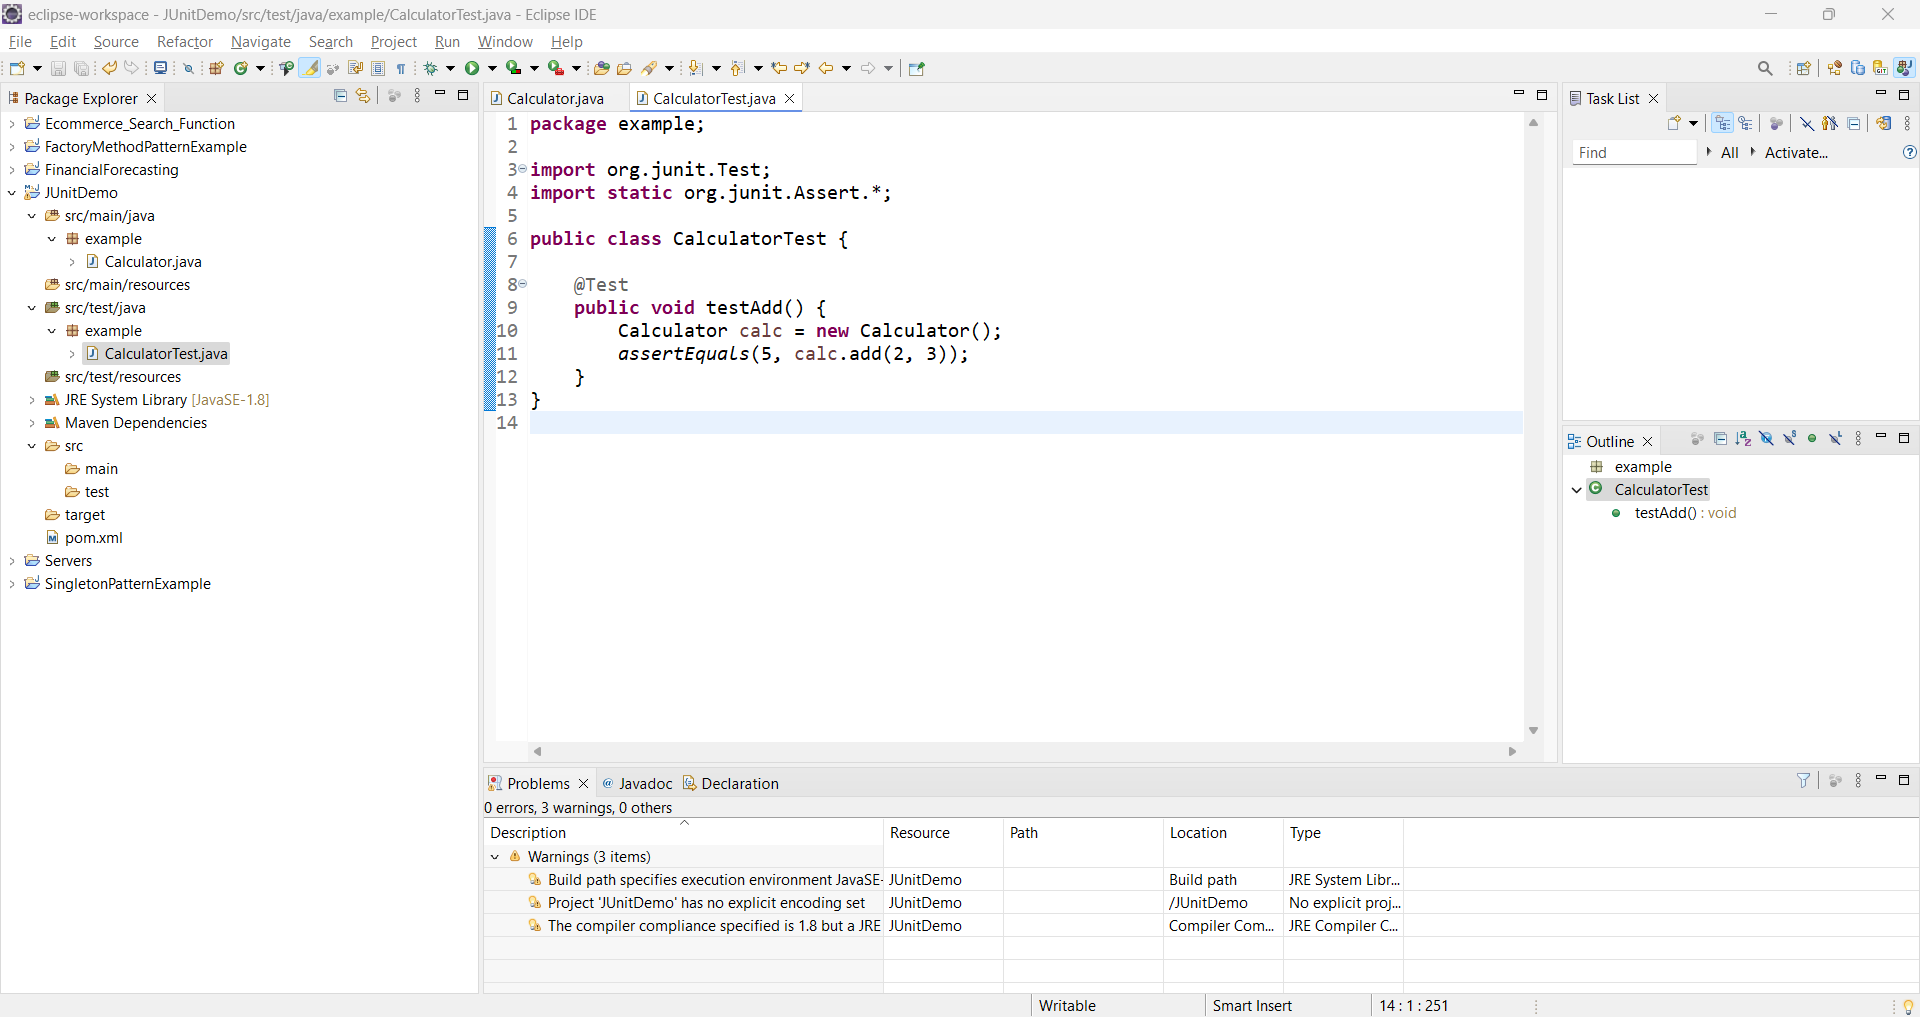 eclipse-workspace - JUnitDemo/src/test/java/example/CalculatorTest.java - Eclipse IDE
File Edit Source Refactor Navigate Search Project Run Window Help
Package Explorer
Ecommerce_Search_Function
FactoryMethodPatternExample
FinancialForecasting
JUnitDemo
src/main/java
example
Calculator.java
src/main/resources
src/test/java
example
CalculatorTest.java
src/test/resources
JRE System Library [JavaSE-1.8]
Maven Dependencies
src
main
test
target
pom.xml
Servers
SingletonPatternExample
Calculator.java CalculatorTest.java
1 package example;
2
3 import org.junit.Test;
4 import static org.junit.Assert.*;
5
6 public class CalculatorTest {
7
8 @Test
9 public void testAdd() {
10 Calculator calc = new Calculator();
11 assertEquals(5, calc.add(2, 3));
12 }
13 }
14
Task List
Find All Activate...
Outline
example
CalculatorTest
testAdd() : void
Problems @ Javadoc Declaration
0 errors, 3 warnings, 0 others
Description Resource Path Location Type
Warnings (3 items)
Build path specifies execution environment JavaSE- JUnitDemo Build path JRE System Libr...
Project 'JUnitDemo' has no explicit encoding set JUnitDemo /JUnitDemo No explicit proj...
The compiler compliance specified is 1.8 but a JRE JUnitDemo Compiler Com... JRE Compiler C...
Writable Smart Insert 14 : 1 : 251